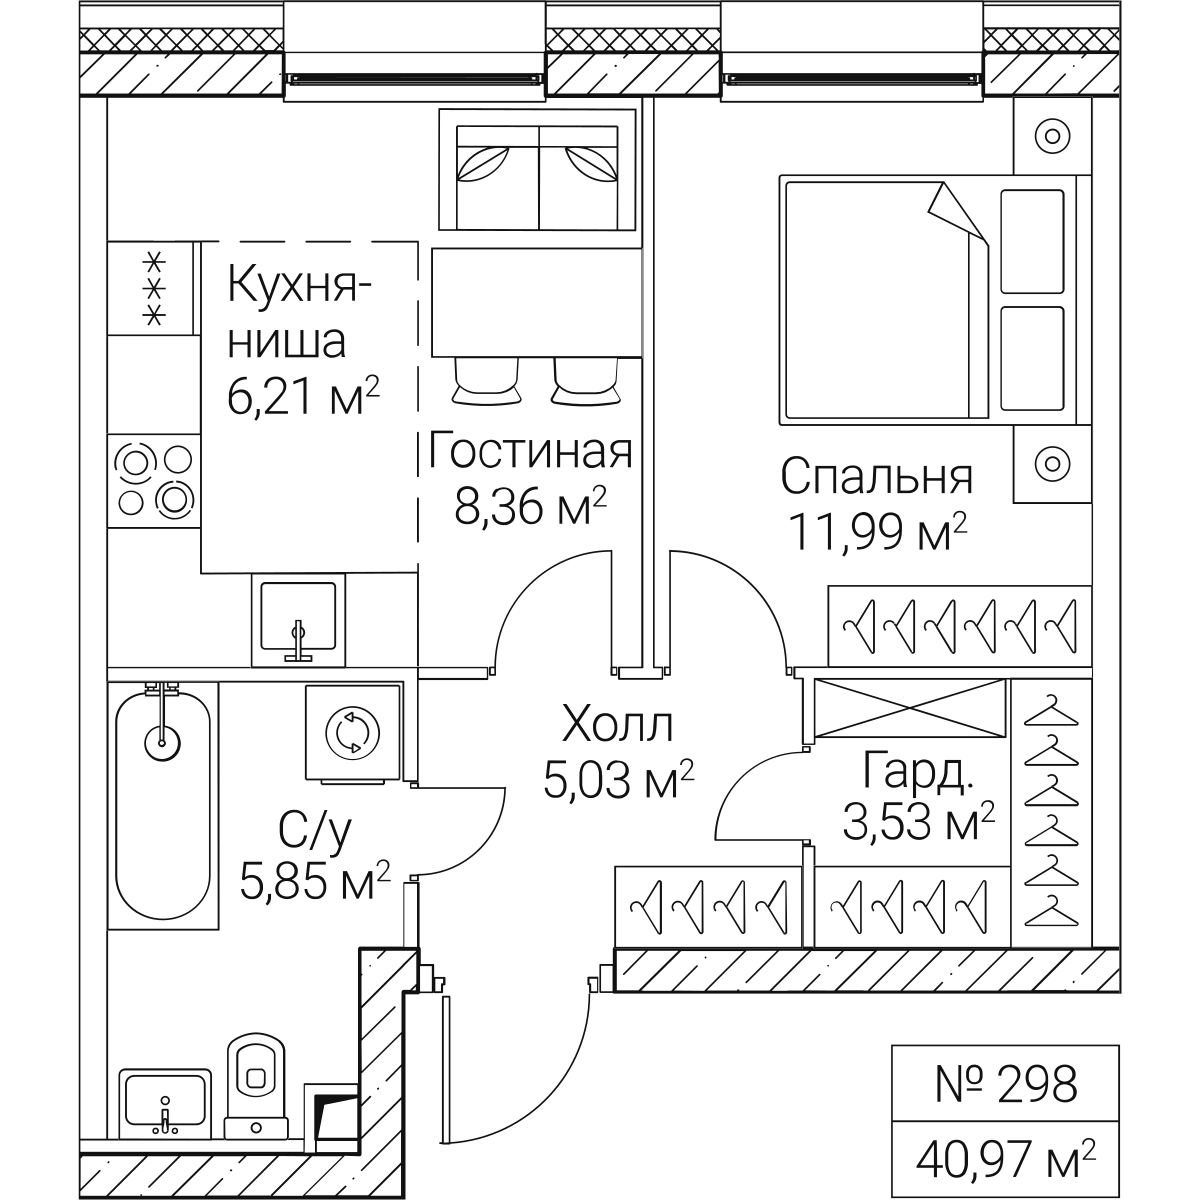 Кухня-
ниша
6,21 м²
Гостиная
8,36 м²
Спальня
11,99 м²
Холл
5,03 м²
Гард.
3,53 м²
С/у
5,85 м²
№ 298
40,97 м²